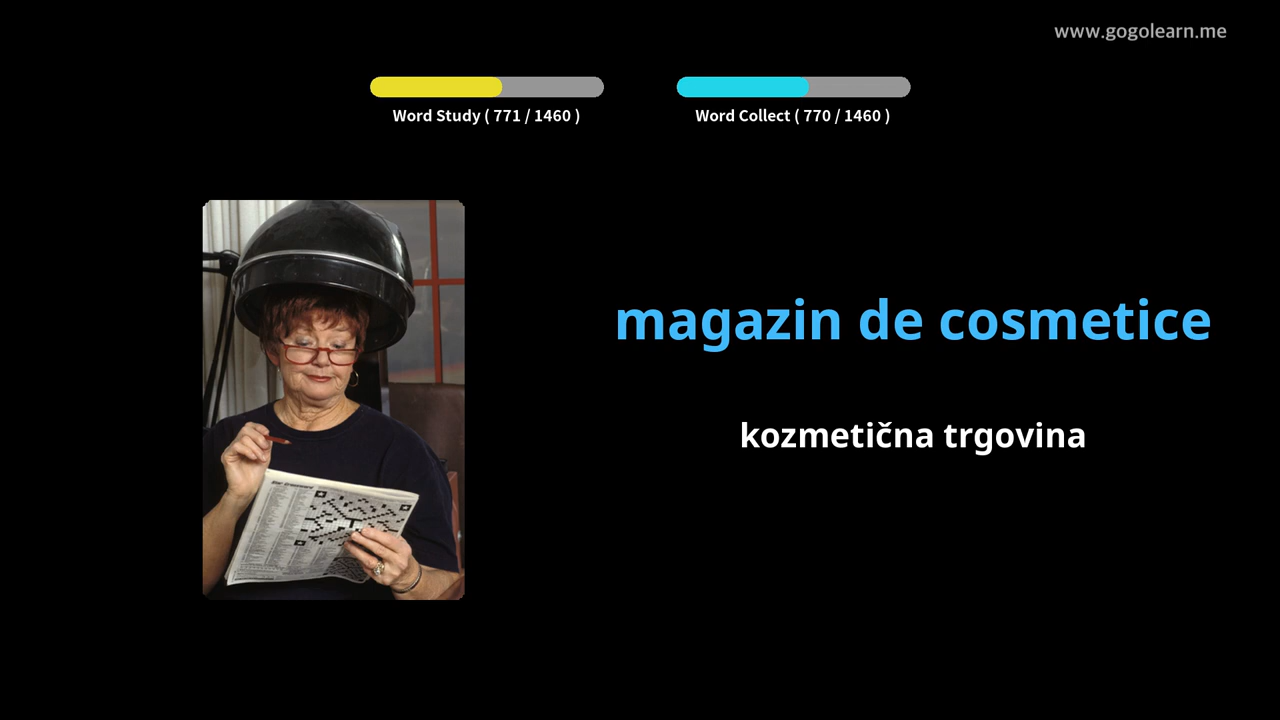 www.gogolearn.me
Word Study ( 771 / 1460 )
Word Collect ( 770 / 1460 )
magazin de cosmetice
kozmetična trgovina